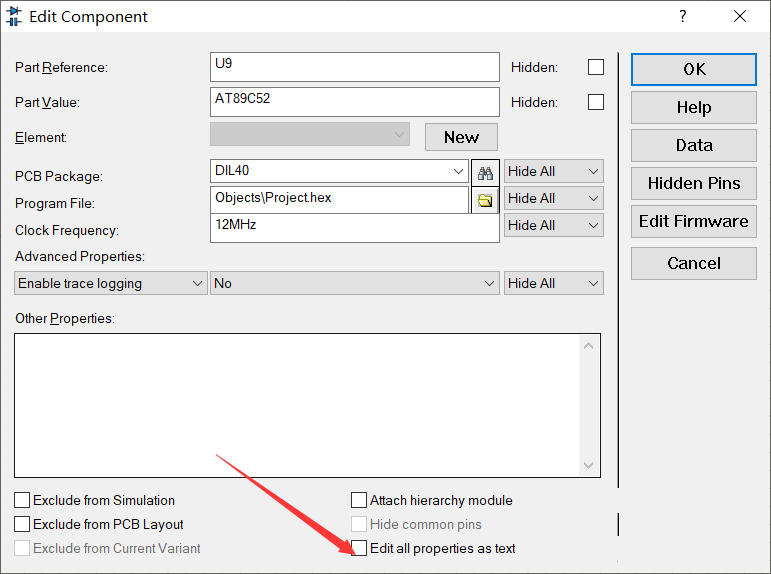 Edit Component
?
Part Reference: U9 Hidden:
Part Value: AT89C52 Hidden:
Element: New
PCB Package: DIL40 Hide All
Program File: Objects\Project.hex Hide All
Clock Frequency: 12MHz Hide All
Advanced Properties:
Enable trace logging No Hide All
Other Properties:
Exclude from Simulation Attach hierarchy module
Exclude from PCB Layout Hide common pins
Exclude from Current Variant Edit all properties as text
OK
Help
Data
Hidden Pins
Edit Firmware
Cancel